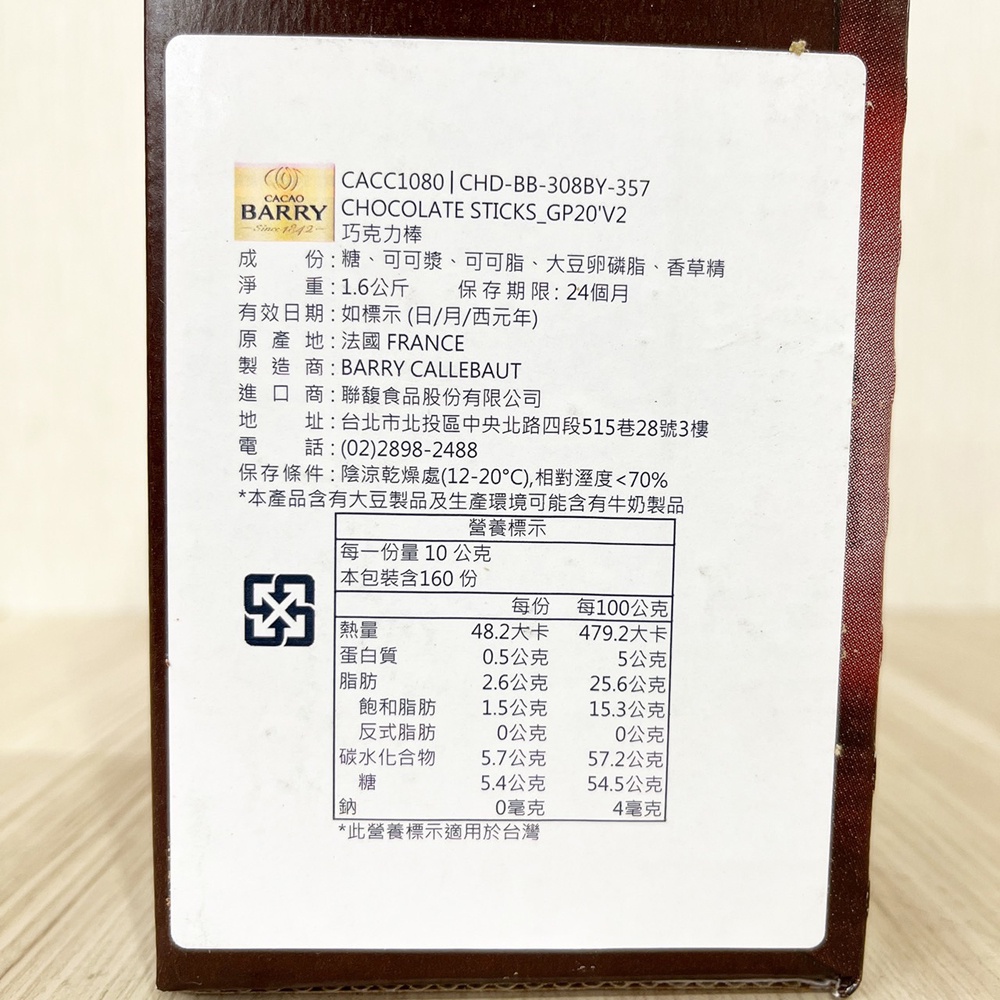 CACAO
BARRY
Since 1842
CACC1080 | CHD-BB-308BY-357
CHOCOLATE STICKS_GP20'V2
巧克力棒
成份:糖、可可漿、可可脂、大豆卵磷脂、香草精
淨重:1.6公斤 保存期限:24個月
有效日期:如標示 (日/月/西元年)
原產地:法國 FRANCE
製造商:BARRY CALLEBAUT
進口商:聯馥食品股份有限公司
地址:台北市北投區中央北路四段515巷28號3樓
電話:(02)2898-2488
保存條件:陰涼乾燥處(12-20°C),相對溼度<70%
*本產品含有大豆製品及生產環境可能含有牛奶製品
營養標示
每一份量 10 公克
本包裝含160 份
每份 每100公克
熱量 48.2大卡 479.2大卡
蛋白質 0.5公克 5公克
脂肪 2.6公克 25.6公克
飽和脂肪 1.5公克 15.3公克
反式脂肪 0公克 0公克
碳水化合物 5.7公克 57.2公克
糖 5.4公克 54.5公克
鈉 0毫克 4毫克
*此營養標示適用於台灣